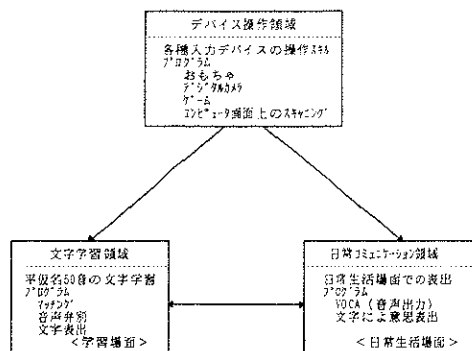 デバイス操作領域
各種入力デバイスの操作スキル
プログラム
おもちゃ
デジタルカメラ
ゲーム
コンピュータ画面上のスキャニング
文字学習領域
平仮名50音の文字学習
プログラム
マッチング
音声弁別
文字表出
<学習場面>
日常コミュニケーション領域
日常生活場面での表出
プログラム
VOCA(音声出力)
文字によ意思表出
<日常生活場面>